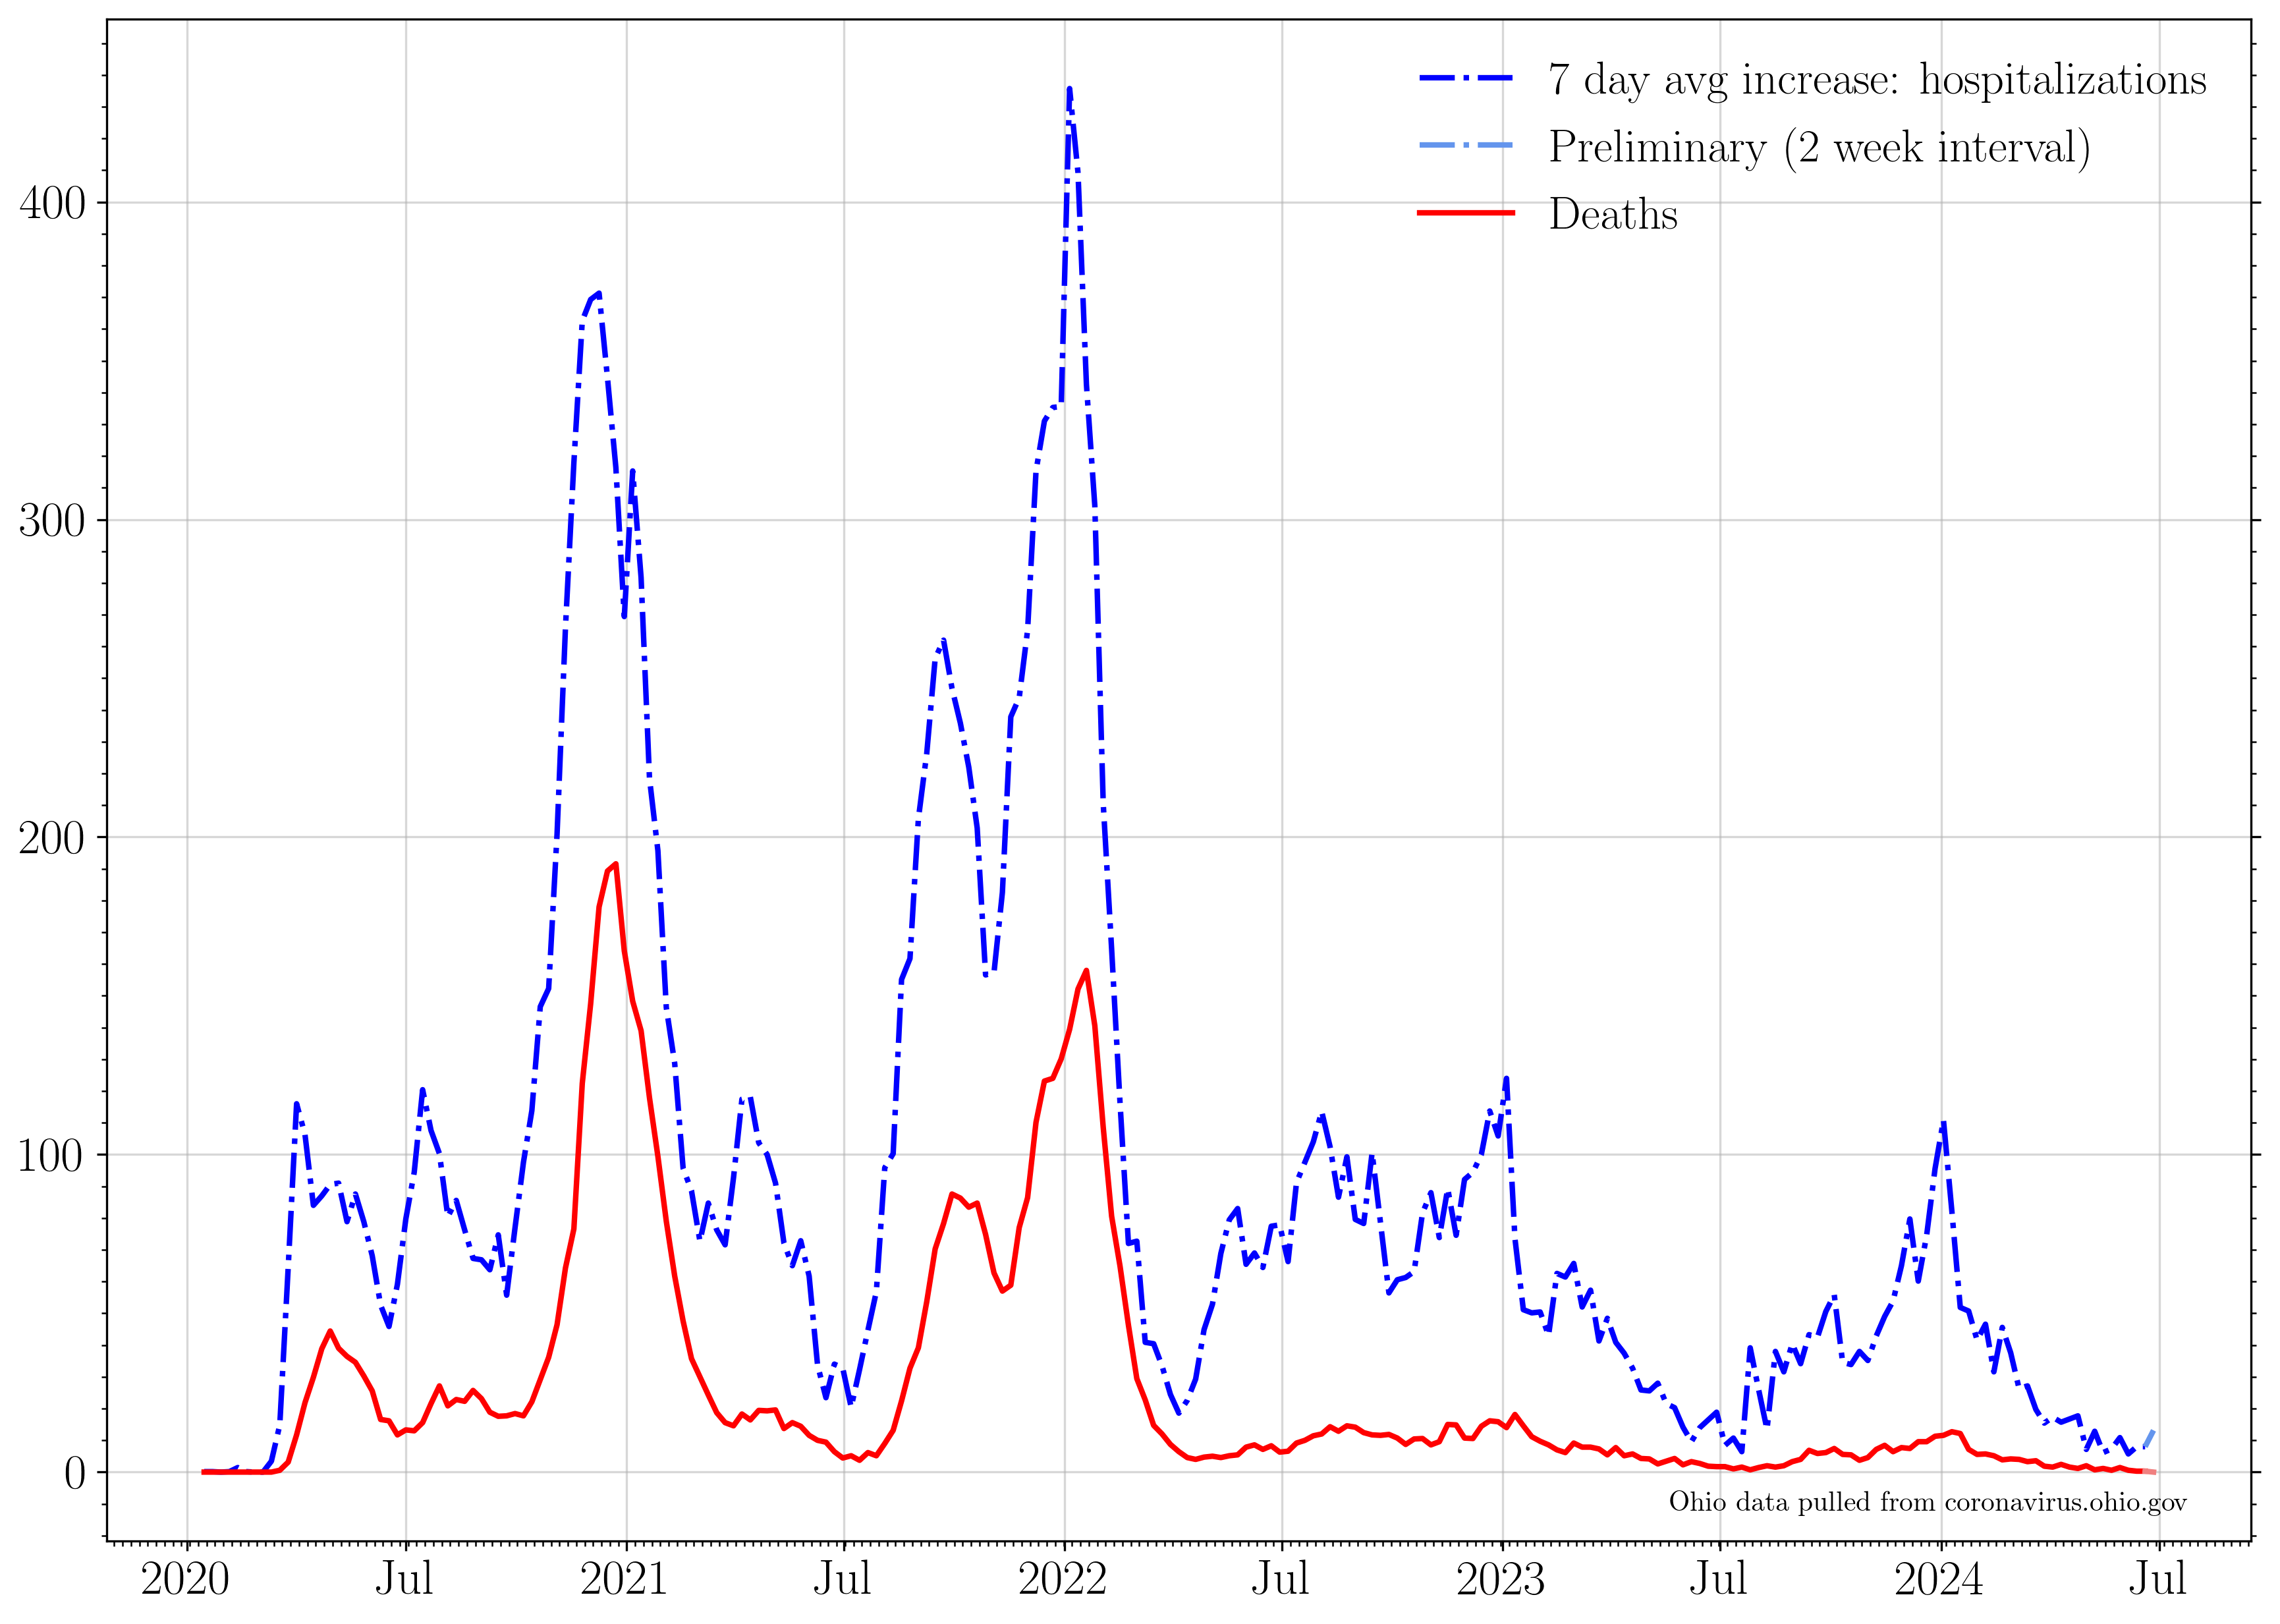 7 day avg increase: hospitalizations
Preliminary (2 week interval)
Deaths
400
300
200
100
0
Ohio data pulled from coronavirus.ohio.gov
2020 Jul 2021 Jul 2022 Jul 2023 Jul 2024 Jul